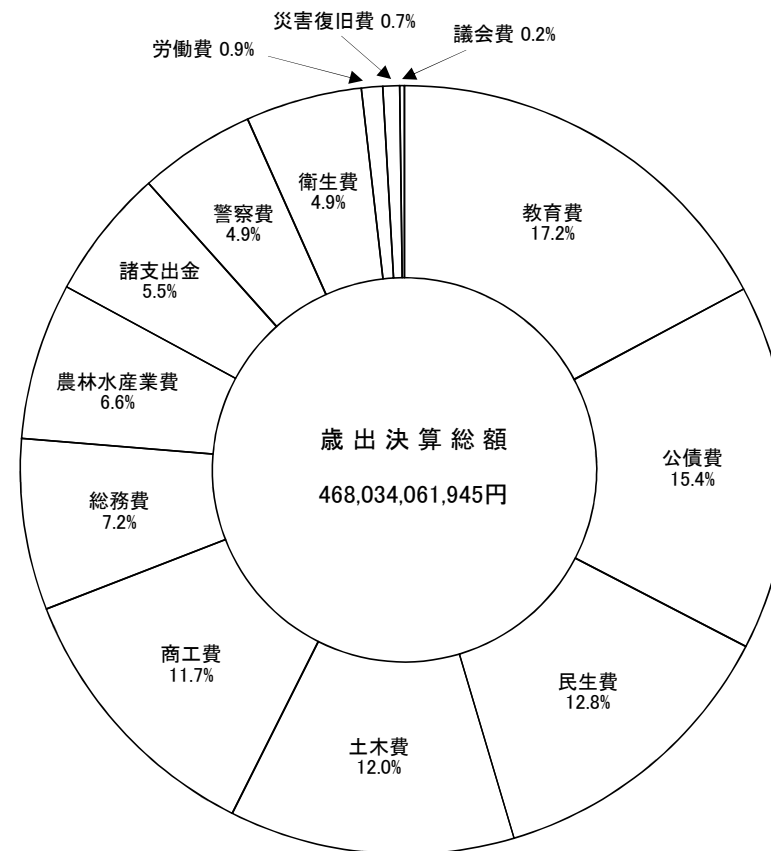 災害復旧費 0.7%
議会費 0.2%
労働費 0.9%
衛生費
4.9%
教育費
17.2%
警察費
4.9%
諸支出金
5.5%
農林水産業費
6.6%
歳出決算総額
公債費
15.4%
468,034,061,945円
総務費
7.2%
商工費
11.7%
民生費
12.8%
土木費
12.0%